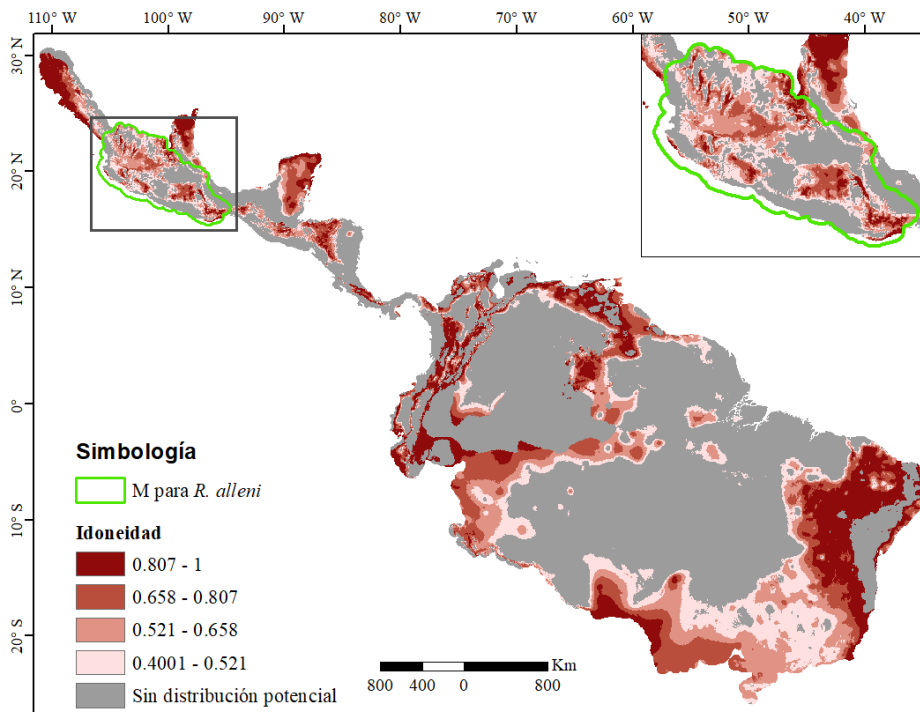 110°W 100°W 90°W 80°W 70°W 60°W 50°W 40°W
30°N
20°N
10°N
0°
10°S
20°S
Simbología
M para R. alleni
Idoneidad
0.807 - 1
0.658 - 0.807
0.521 - 0.658
0.4001 - 0.521
Sin distribución potencial
Km
800 400 0 800